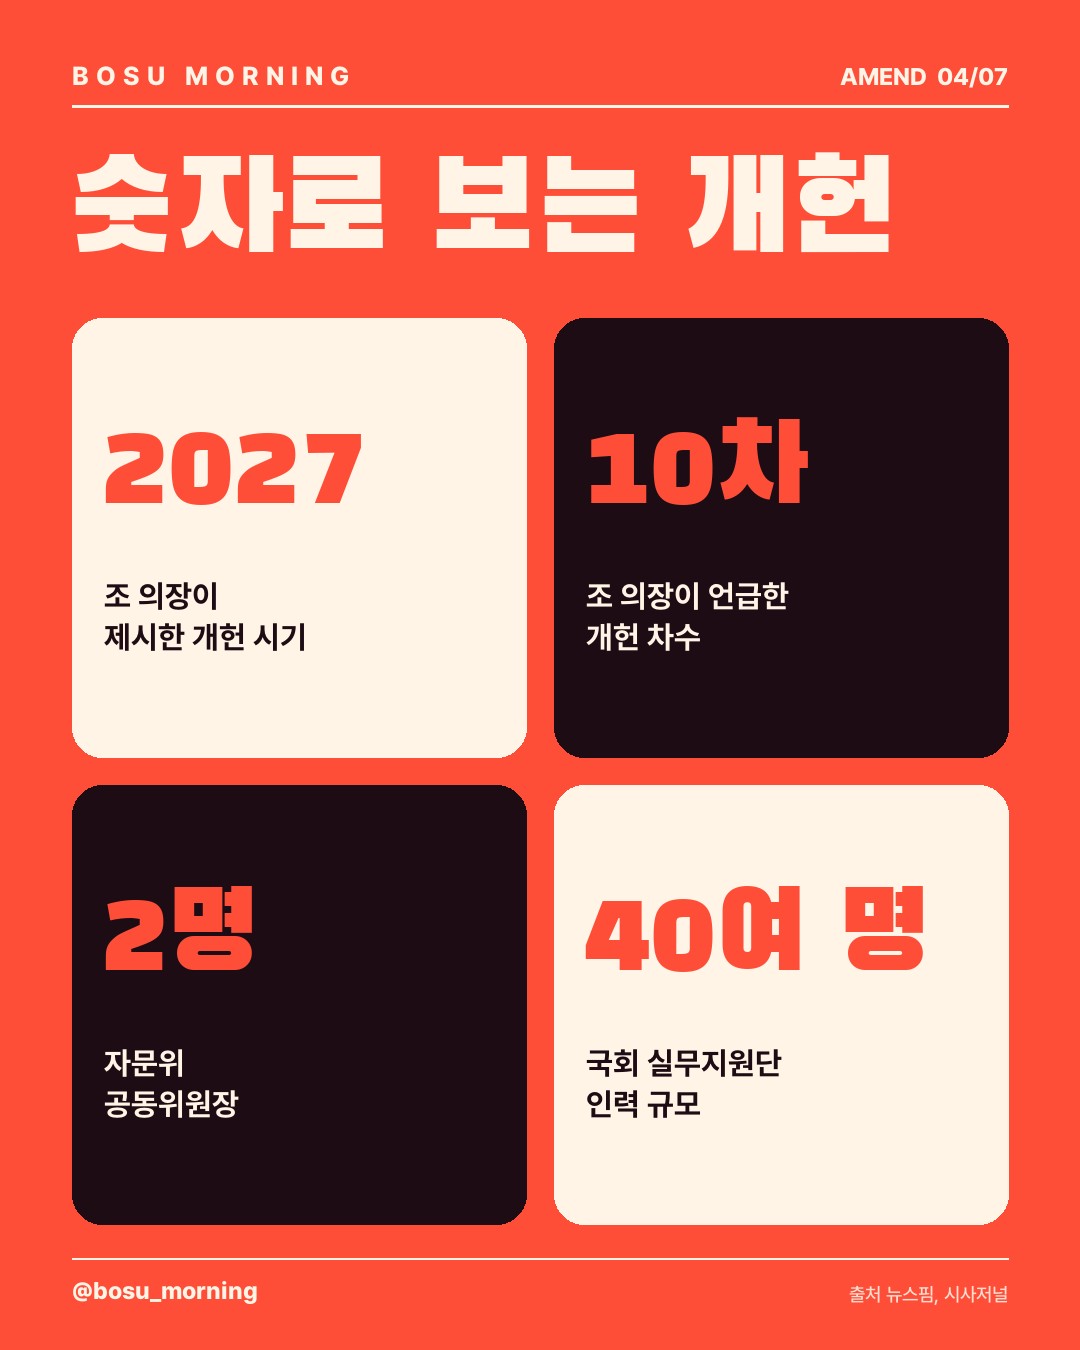 BOSU MORNING
AMEND 04/07
숫자로 보는 개헌
2027
조 의장이
제시한 개헌 시기
10차
조 의장이 언급한
개헌 차수
2명
자문위
공동위원장
40여 명
국회 실무지원단
인력 규모
@bosu_morning
출처 뉴스핌, 시사저널